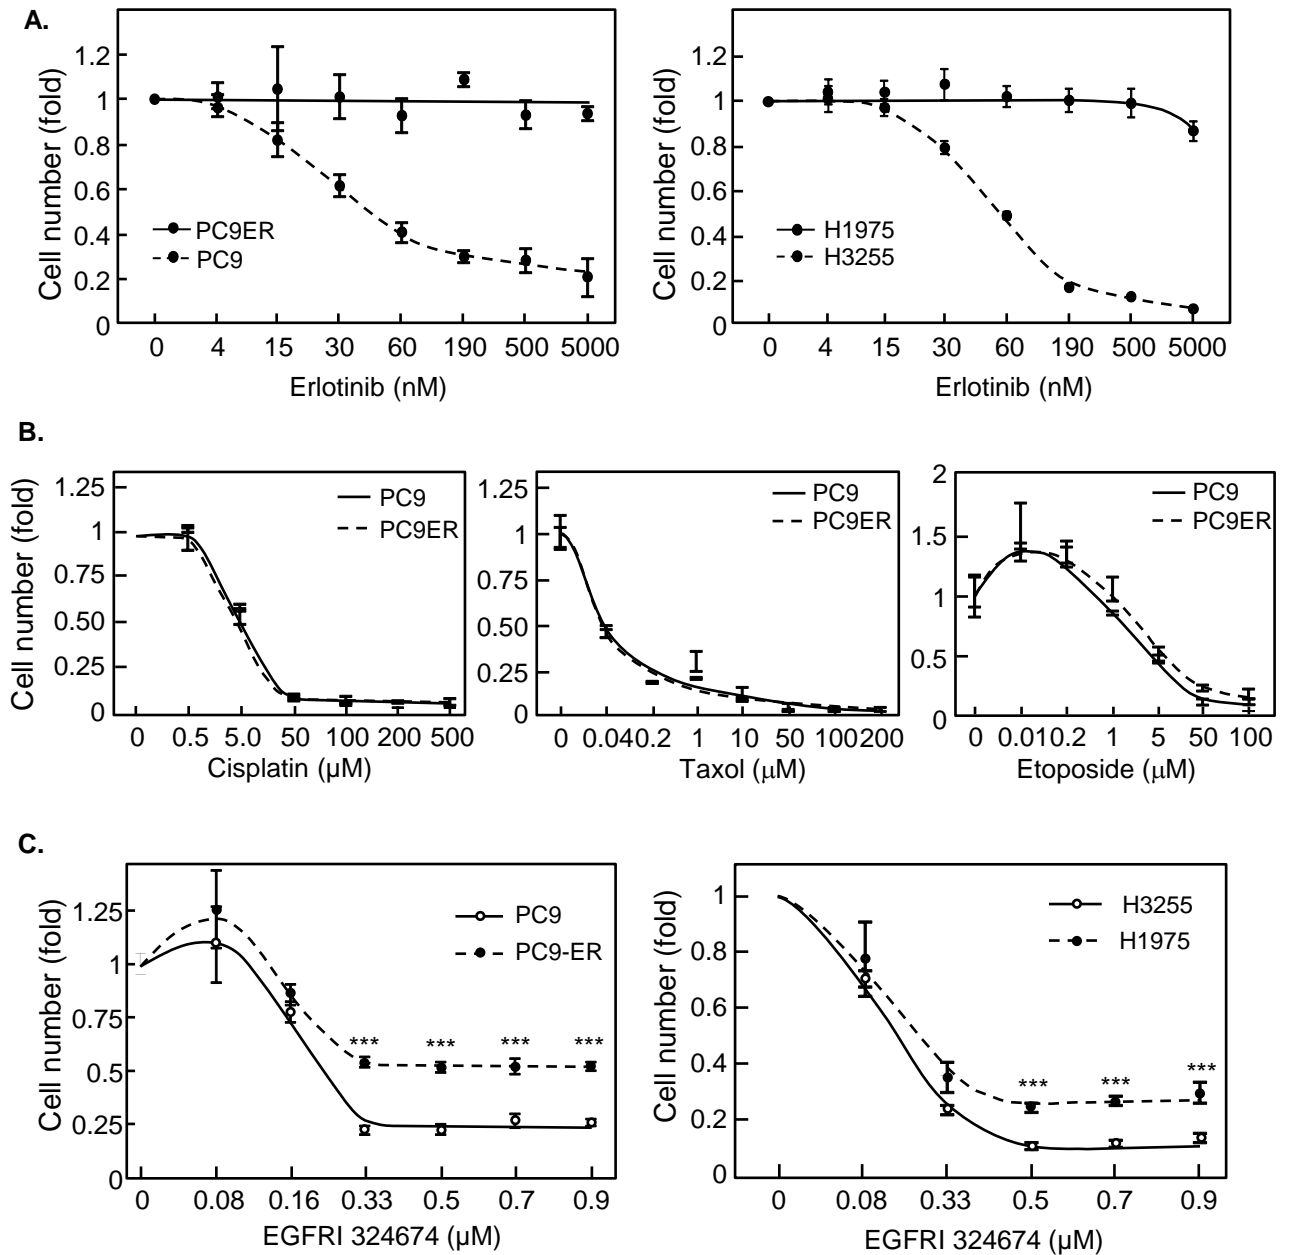 A.
Cell number (fold)
1.2
1
0.8
0.6
0.4
0.2
0
PC9ER
PC9
0 4 15 30 60 190 500 5000
Erlotinib (nM)
Cell number (fold)
1.2
1
0.8
0.6
0.4
0.2
0
H1975
H3255
0 4 15 30 60 190 500 5000
Erlotinib (nM)
B.
Cell number (fold)
1.25
1
0.75
0.50
0.25
0
PC9
PC9ER
0 0.5 5.0 50 100 200 500
Cisplatin (µM)
1.25
1
0.75
0.50
0.25
0
PC9
PC9ER
0 0.04 0.2 1 10 50 100 200
Taxol (µM)
2
1.5
1
0.5
0
PC9
PC9ER
0 0.01 0.2 1 5 50 100
Etoposide (µM)
C.
Cell number (fold)
1.25
1
0.75
0.5
0.25
0
PC9
PC9-ER
*** *** *** ***
0 0.08 0.16 0.33 0.5 0.7 0.9
EGFRI 324674 (µM)
Cell number (fold)
1
0.8
0.6
0.4
0.2
0
H3255
H1975
*** *** ***
0 0.08 0.33 0.5 0.7 0.9
EGFRI 324674 (µM)